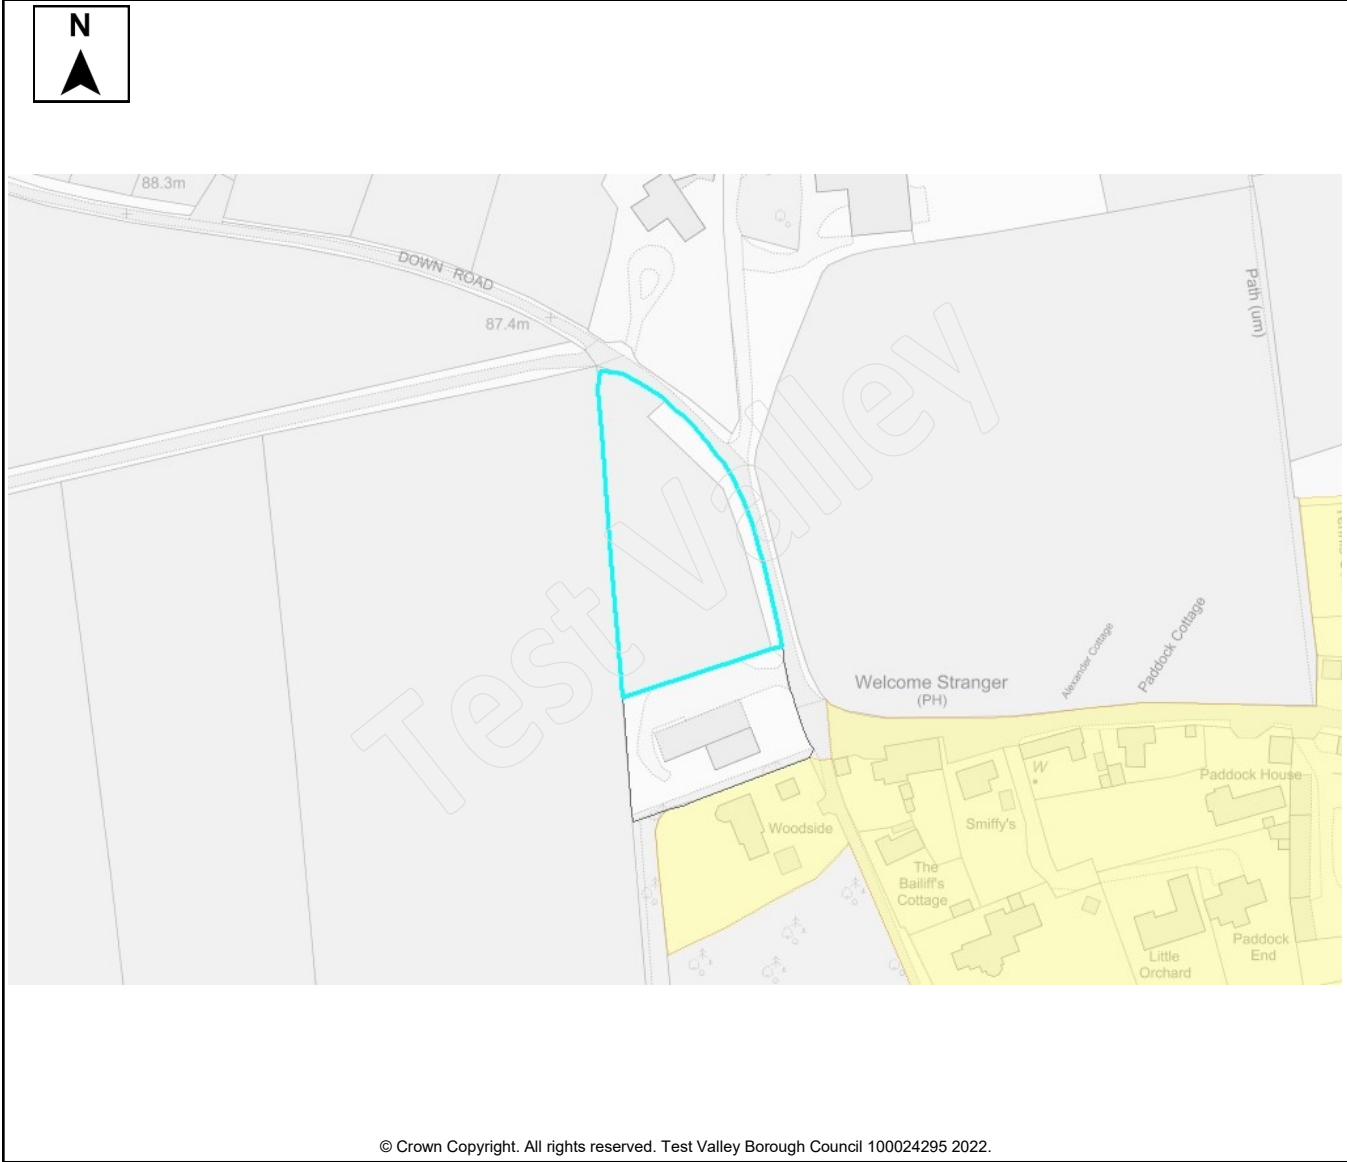 N
88.3m
DOWN ROAD
87.4m
Path (um)
Test Valley
Alexander Cottage
Paddock Cottage
Welcome Stranger
(PH)
W
Paddock House
Woodside
Smiffy's
The
Bailiff's
Cottage
Paddock
End
Little
Orchard
© Crown Copyright. All rights reserved. Test Valley Borough Council 100024295 2022.